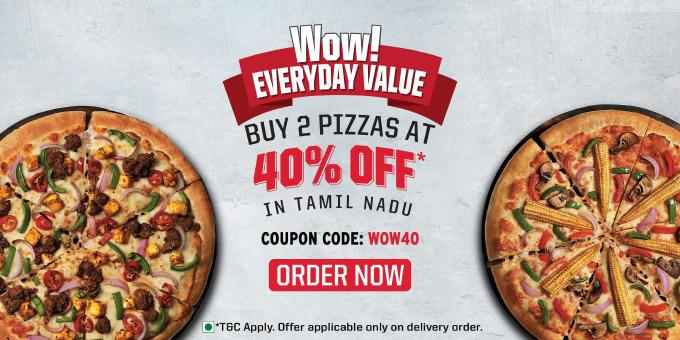 Wow!
EVERYDAY VALUE
BUY 2 PIZZAS AT
40% OFF*
IN TAMIL NADU
COUPON CODE: WOW40
ORDER NOW
*T&C Apply. Offer applicable only on delivery order.